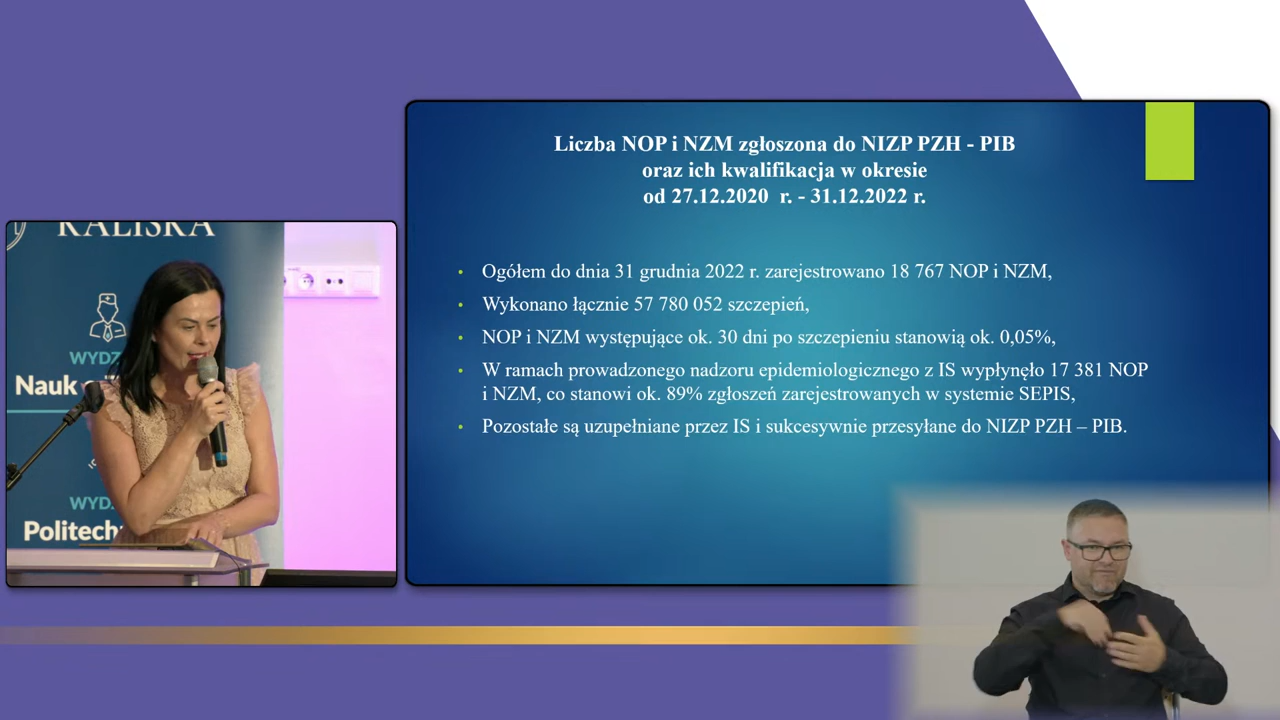 Liczba NOP i NZM zgłoszona do NIZP PZH - PIB
oraz ich kwalifikacja w okresie
od 27.12.2020 r. - 31.12.2022 r.
Ogółem do dnia 31 grudnia 2022 r. zarejestrowano 18 767 NOP i NZM,
Wykonano łącznie 57 780 052 szczepień,
NOP i NZM występujące ok. 30 dni po szczepieniu stanowią ok. 0,05%,
W ramach prowadzonego nadzoru epidemiologicznego z IS wypłynęło 17 381 NOP
i NZM, co stanowi ok. 89% zgłoszeń zarejestrowanych w systemie SEPIS,
Pozostałe są uzupełniane przez IS i sukcesywnie przesyłane do NIZP PZH – PIB.
KALISKA
WYDZ
Nauk
WYDZ
Politech